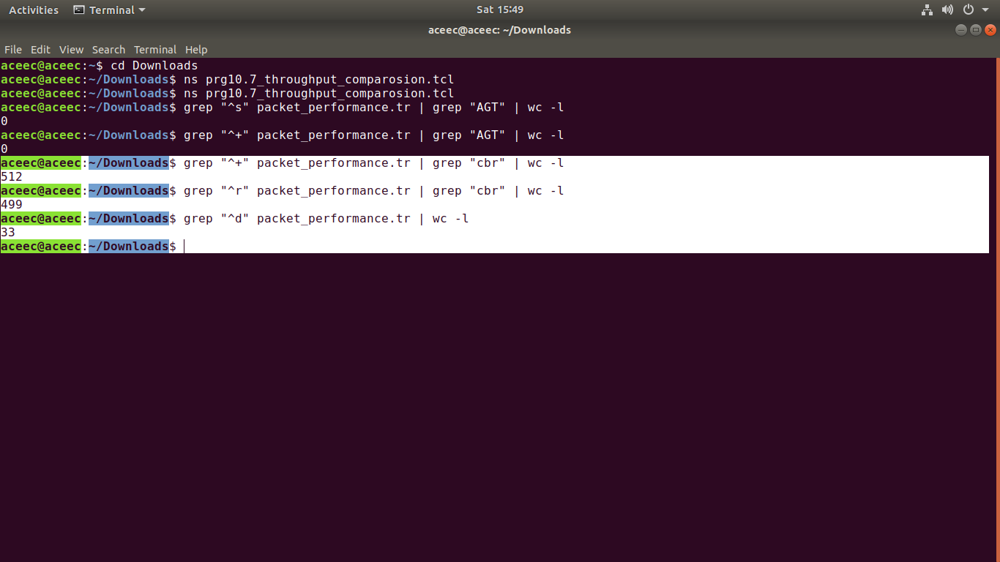 Activities Terminal Sat 15:49
aceec@aceec: ~/Downloads
File Edit View Search Terminal Help
aceec@aceec:~$ cd Downloads
aceec@aceec:~/Downloads$ ns prg10.7_throughput_comparosion.tcl
aceec@aceec:~/Downloads$ ns prg10.7_throughput_comparosion.tcl
aceec@aceec:~/Downloads$ grep "^s" packet_performance.tr | grep "AGT" | wc -l
0
aceec@aceec:~/Downloads$ grep "^+" packet_performance.tr | grep "AGT" | wc -l
0
aceec@aceec:~/Downloads$ grep "^+" packet_performance.tr | grep "cbr" | wc -l
512
aceec@aceec:~/Downloads$ grep "^r" packet_performance.tr | grep "cbr" | wc -l
499
aceec@aceec:~/Downloads$ grep "^d" packet_performance.tr | wc -l
33
aceec@aceec:~/Downloads$